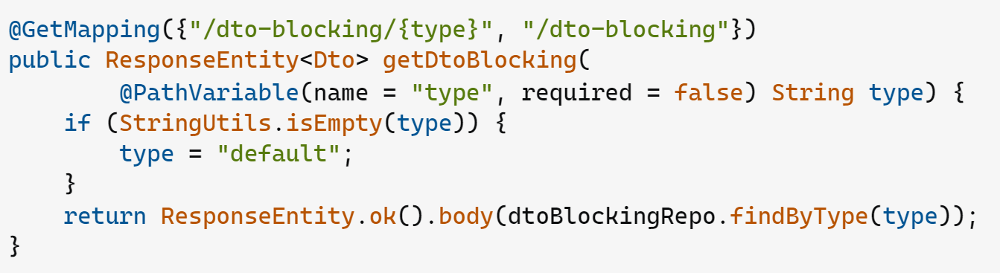 @GetMapping({"/dto-blocking/{type}", "/dto-blocking"})
public ResponseEntity<Dto> getDtoBlocking(
        @PathVariable(name = "type", required = false) String type) {
    if (StringUtils.isEmpty(type)) {
        type = "default";
    }
    return ResponseEntity.ok().body(dtoBlockingRepo.findByType(type));
}